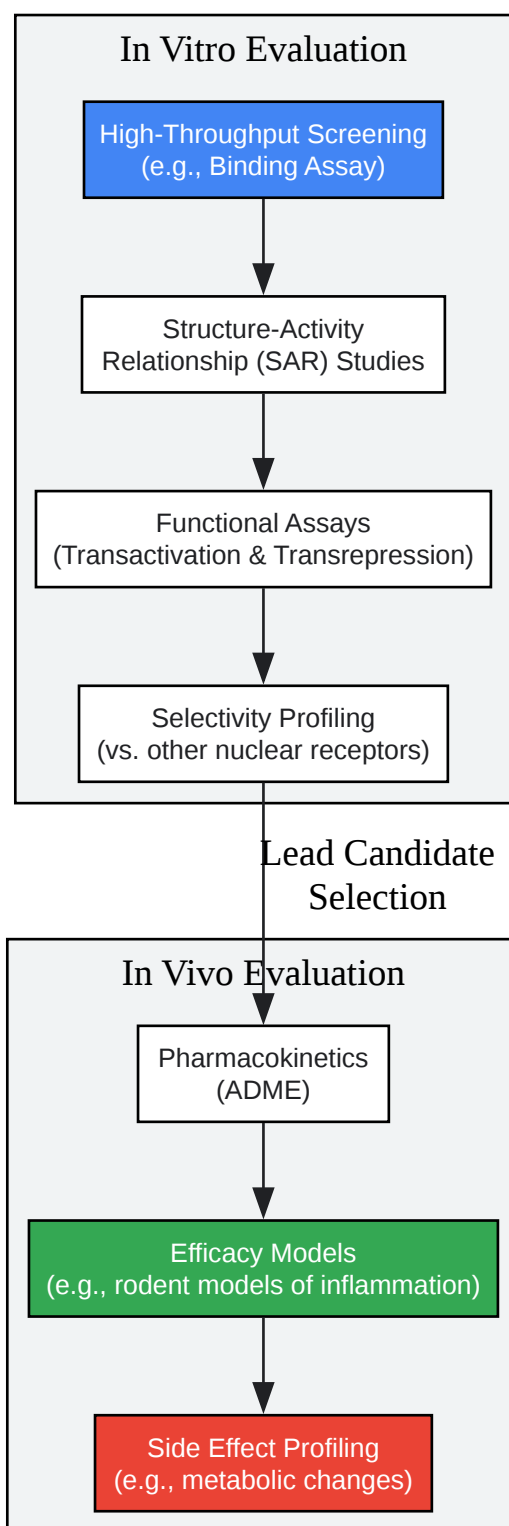 In Vitro Evaluation
High-Throughput Screening
(e.g., Binding Assay)
Structure-Activity
Relationship (SAR) Studies
Functional Assays
(Transactivation & Transrepression)
Selectivity Profiling
(vs. other nuclear receptors)
Lead Candidate
Selection
In Vivo Evaluation
Pharmacokinetics
(ADME)
Efficacy Models
(e.g., rodent models of inflammation)
Side Effect Profiling
(e.g., metabolic changes)